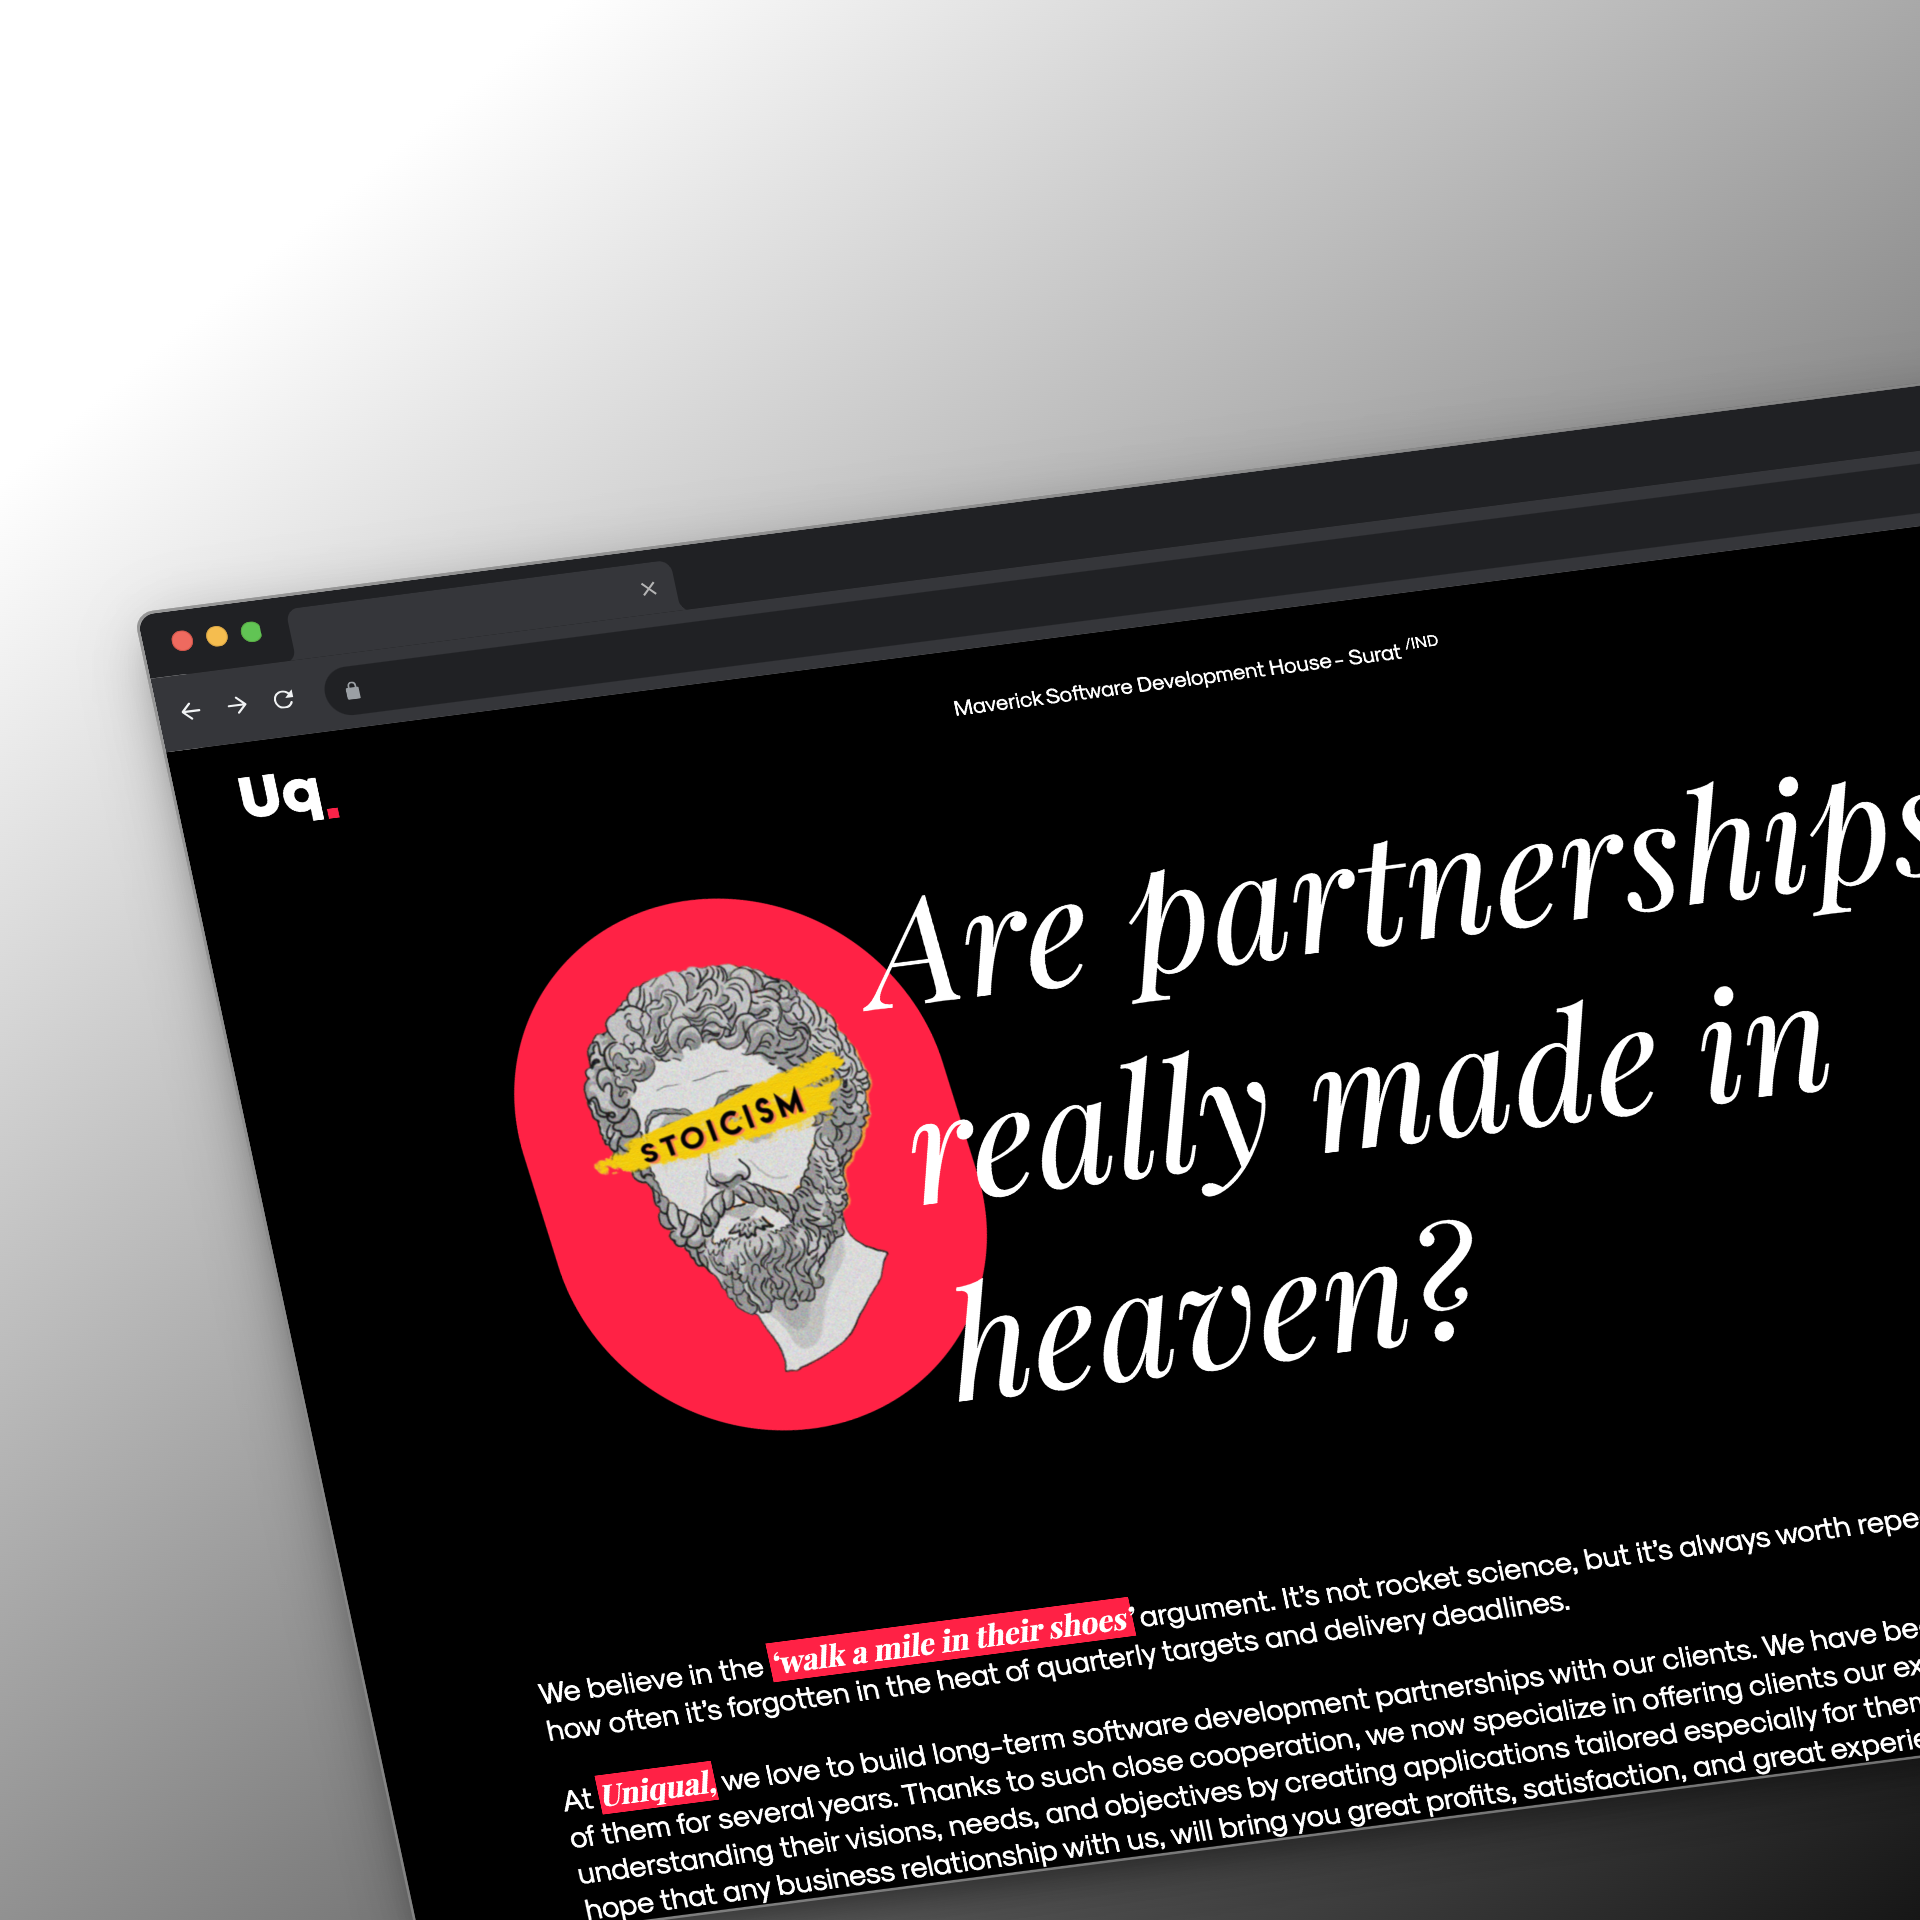 Maverick Software Development House - Surat /IND
Uq.
Are partnerships
really made in
heaven?
STOICISM
We believe in the ‘walk a mile in their shoes’ argument. It’s not rocket science, but it’s always worth
how often it’s forgotten in the heat of quarterly targets and delivery deadlines.
At Uniqual, we love to build long-term software development partnerships with our clients. We have
of them for several years. Thanks to such close cooperation, we now specialize in offering clients our
understanding their visions, needs, and objectives by creating applications tailored especially for
hope that any business relationship with us, will bring you great profits, satisfaction, and great